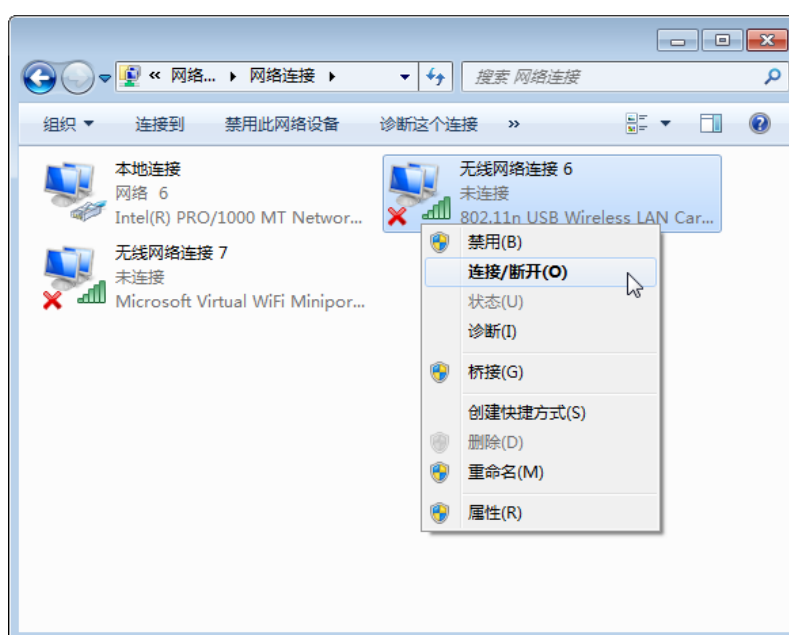 « 网络... ▸ 网络连接 ▸
搜索 网络连接
组织 连接到 禁用此网络设备 诊断这个连接 »
本地连接
网络 6
Intel(R) PRO/1000 MT Networ...
无线网络连接 7
未连接
Microsoft Virtual WiFi Minipor...
无线网络连接 6
未连接
802.11n USB Wireless LAN Car...
禁用(B)
连接/断开(O)
状态(U)
诊断(I)
桥接(G)
创建快捷方式(S)
删除(D)
重命名(M)
属性(R)